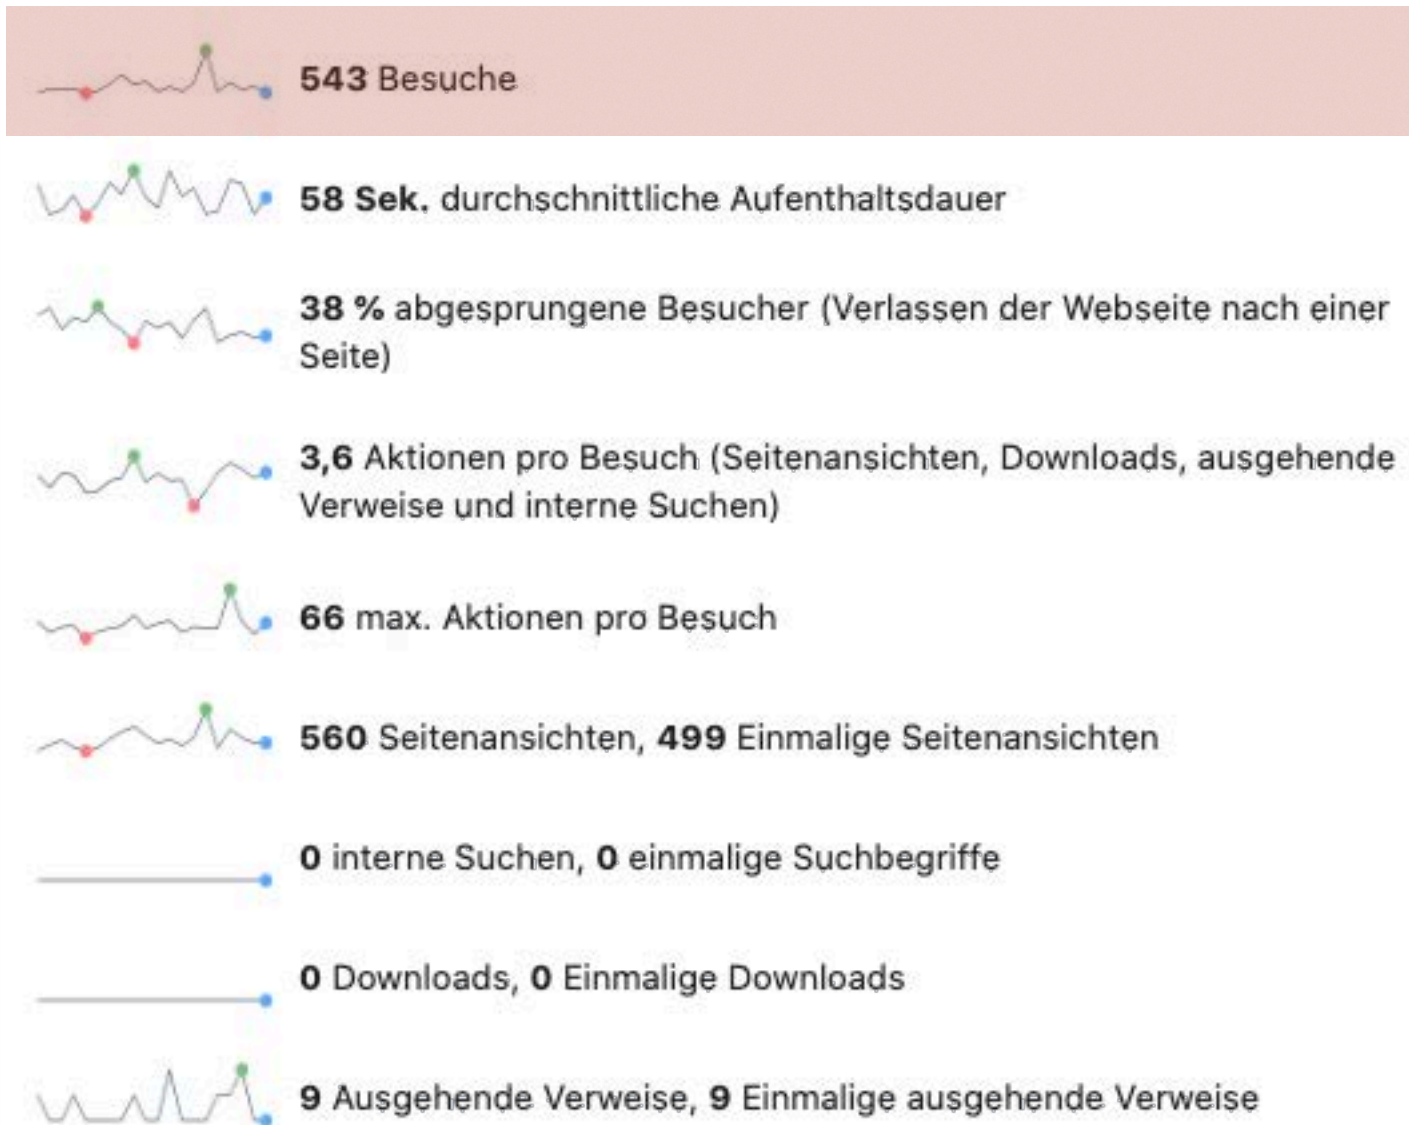 543 Besuche
58 Sek. durchschnittliche Aufenthaltsdauer
38 % abgesprungene Besucher (Verlassen der Webseite nach einer
Seite)
3,6 Aktionen pro Besuch (Seitenansichten, Downloads, ausgehende
Verweise und interne Suchen)
66 max. Aktionen pro Besuch
560 Seitenansichten, 499 Einmalige Seitenansichten
0 interne Suchen, 0 einmalige Suchbegriffe
0 Downloads, 0 Einmalige Downloads
9 Ausgehende Verweise, 9 Einmalige ausgehende Verweise